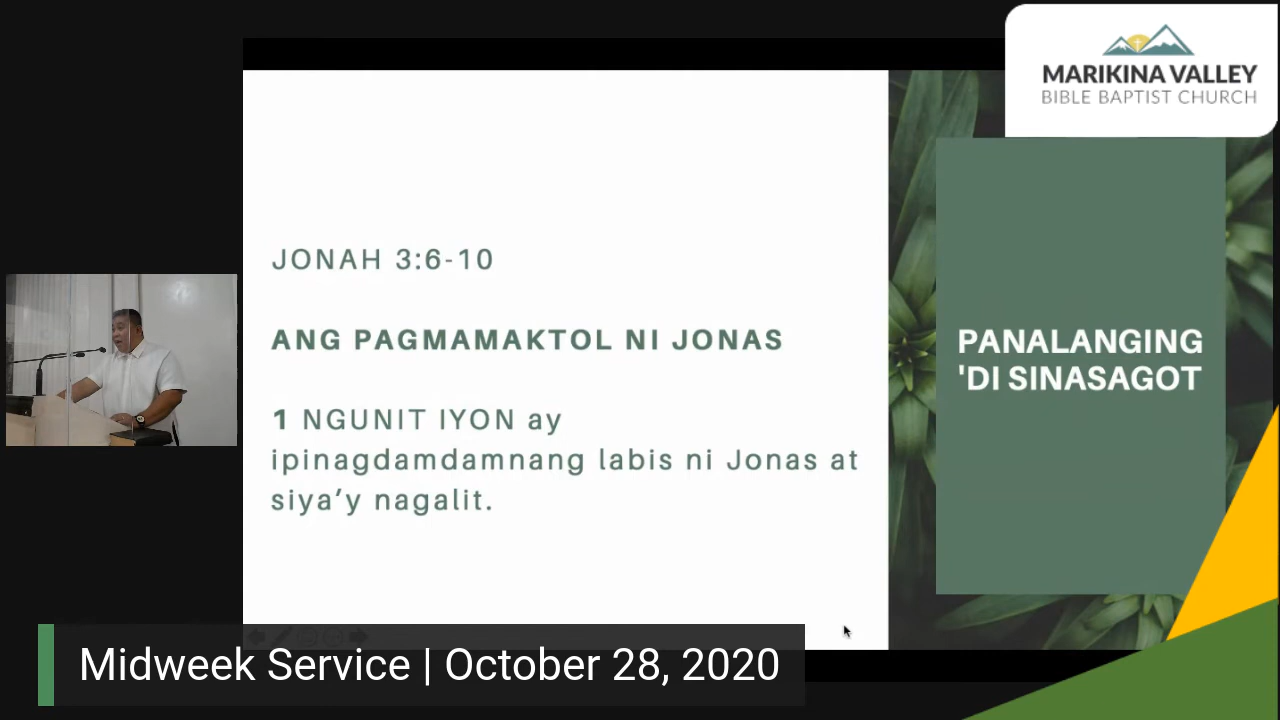 MARIKINA VALLEY
BIBLE BAPTIST CHURCH
JONAH 3:6-10
ANG PAGMAMAKTOL NI JONAS
1 NGUNIT IYON ay
ipinagdamdamnang labis ni Jonas at
siya’y nagalit.
PANALANGING
'DI SINASAGOT
Midweek Service | October 28, 2020